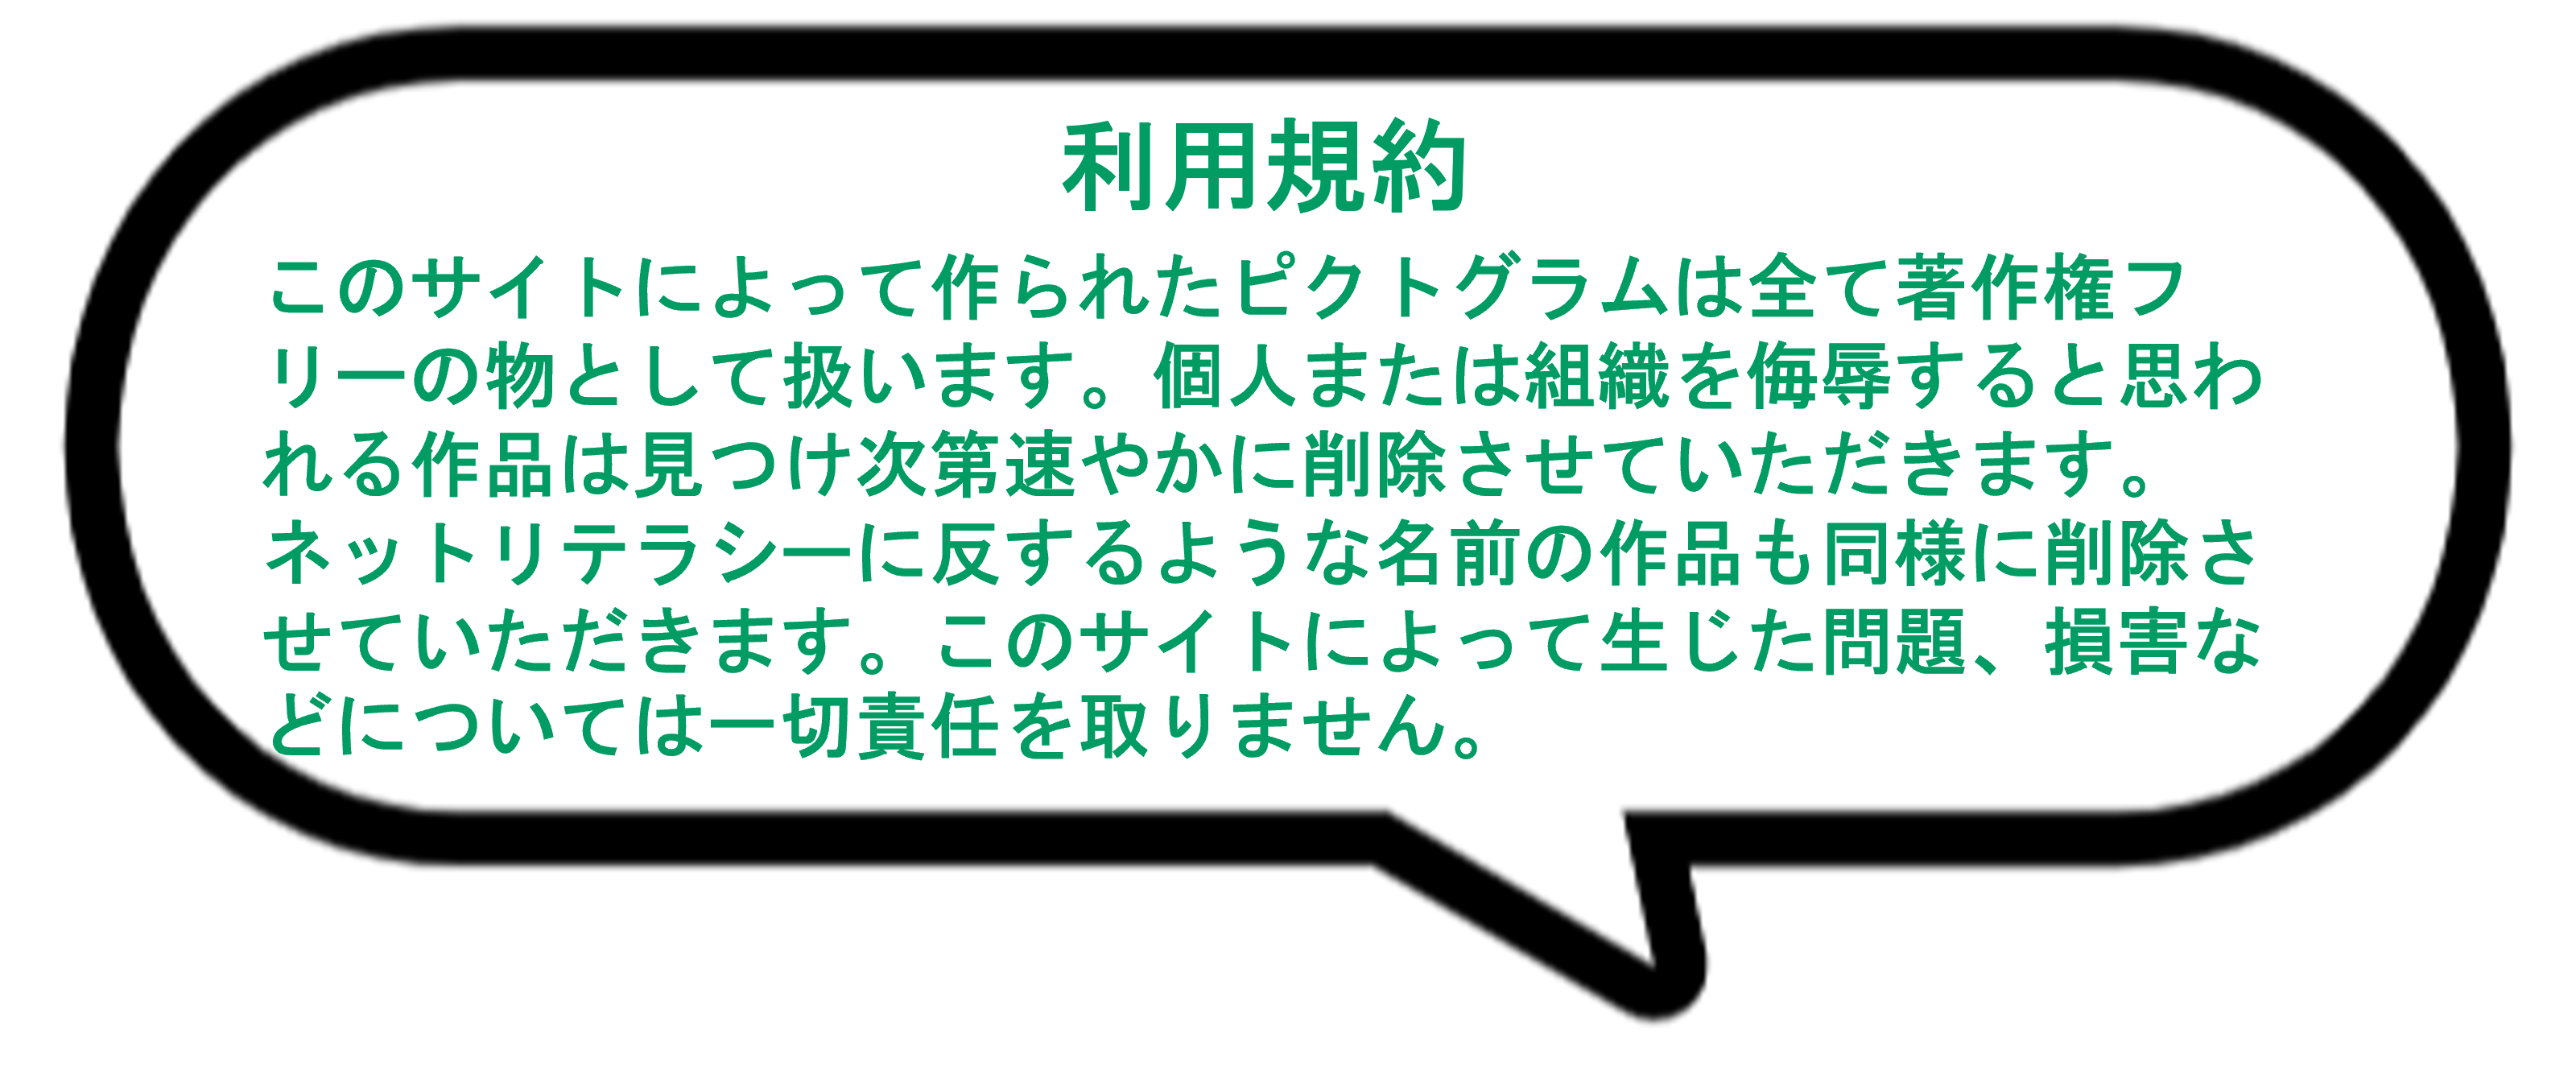 利用規約
このサイトによって作られたピクトグラムは全て著作権フ
リーの物として扱います。個人または組織を侮辱すると思わ
れる作品は見つけ次第速やかに削除させていただきます。
ネットリテラシーに反するような名前の作品も同様に削除さ
せていただきます。このサイトによって生じた問題、損害な
どについては一切責任を取りません。